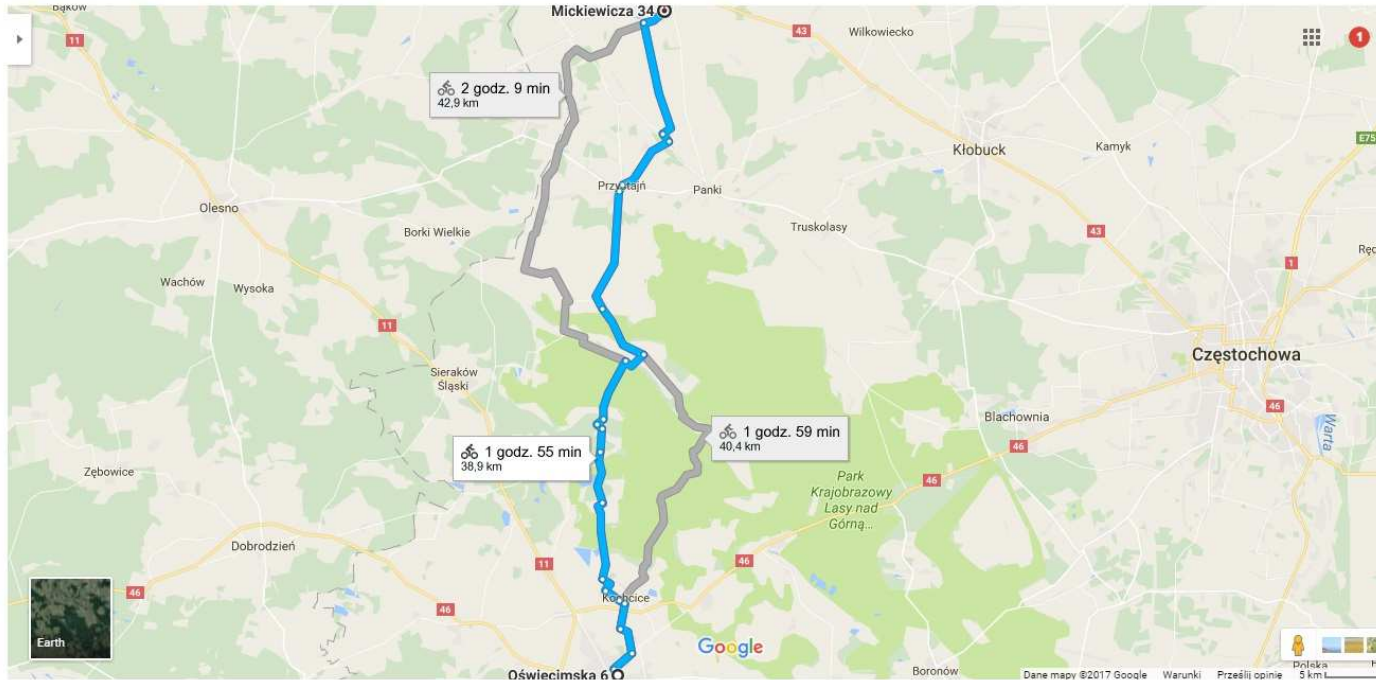 Bąków
Mickiewicza 34
11
43
Wilkowiecko
1
2 godz. 9 min
42,9 km
Kłobuck
Kamyk
E75
Przystajń
Panki
Olesno
Borki Wielkie
Truskolasy
43
Wachów
Wysoka
1
11
Częstochowa
Sieraków
Śląski
46
Blachownia
Warta
1 godz. 59 min
40,4 km
1 godz. 55 min
38,9 km
46
Zębowice
Park
Krajobrazowy
Lasy nad
Górną...
46
Dobrodzień
11
46
46
Kochcice
46
Earth
Google
Oświęcimska 6
Boronów
Polska
Dane mapy ©2017 Google Warunki Prześlij opinię 5 km